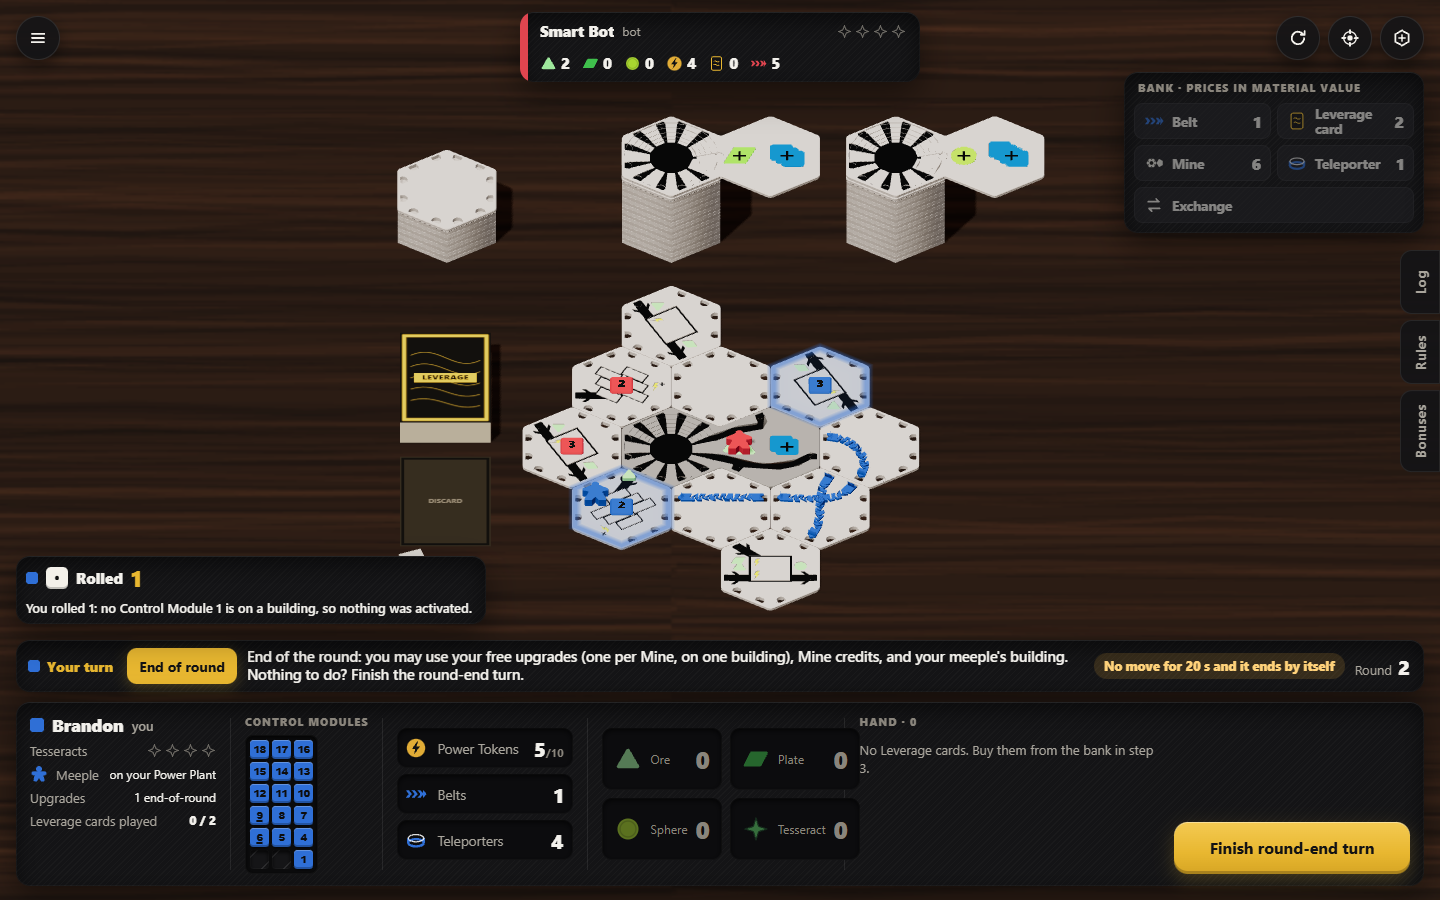 Smart Bot bot
2 0 0 4 0 5
BANK · PRICES IN MATERIAL VALUE
Belt 1
Leverage card 2
Mine 6
Teleporter 1
Exchange
Log
Rules
Bonuses
LEVERAGE
DISCARD
2
3
3
2
Rolled 1
You rolled 1: no Control Module 1 is on a building, so nothing was activated.
Your turn
End of round
End of the round: you may use your free upgrades (one per Mine, on one building), Mine credits, and your meeple's building.
Nothing to do? Finish the round-end turn.
No move for 20 s and it ends by itself
Round 2
Brandon you
Tesseracts
Meeple on your Power Plant
Upgrades 1 end-of-round
Leverage cards played 0 / 2
CONTROL MODULES
18 17 16
15 14 13
12 11 10
9 8 7
6 5 4
1
Power Tokens 5/10
Belts 1
Teleporters 4
Ore 0
Plate 0
Sphere 0
Tesseract 0
HAND · 0
No Leverage cards. Buy them from the bank in step
3.
Finish round-end turn